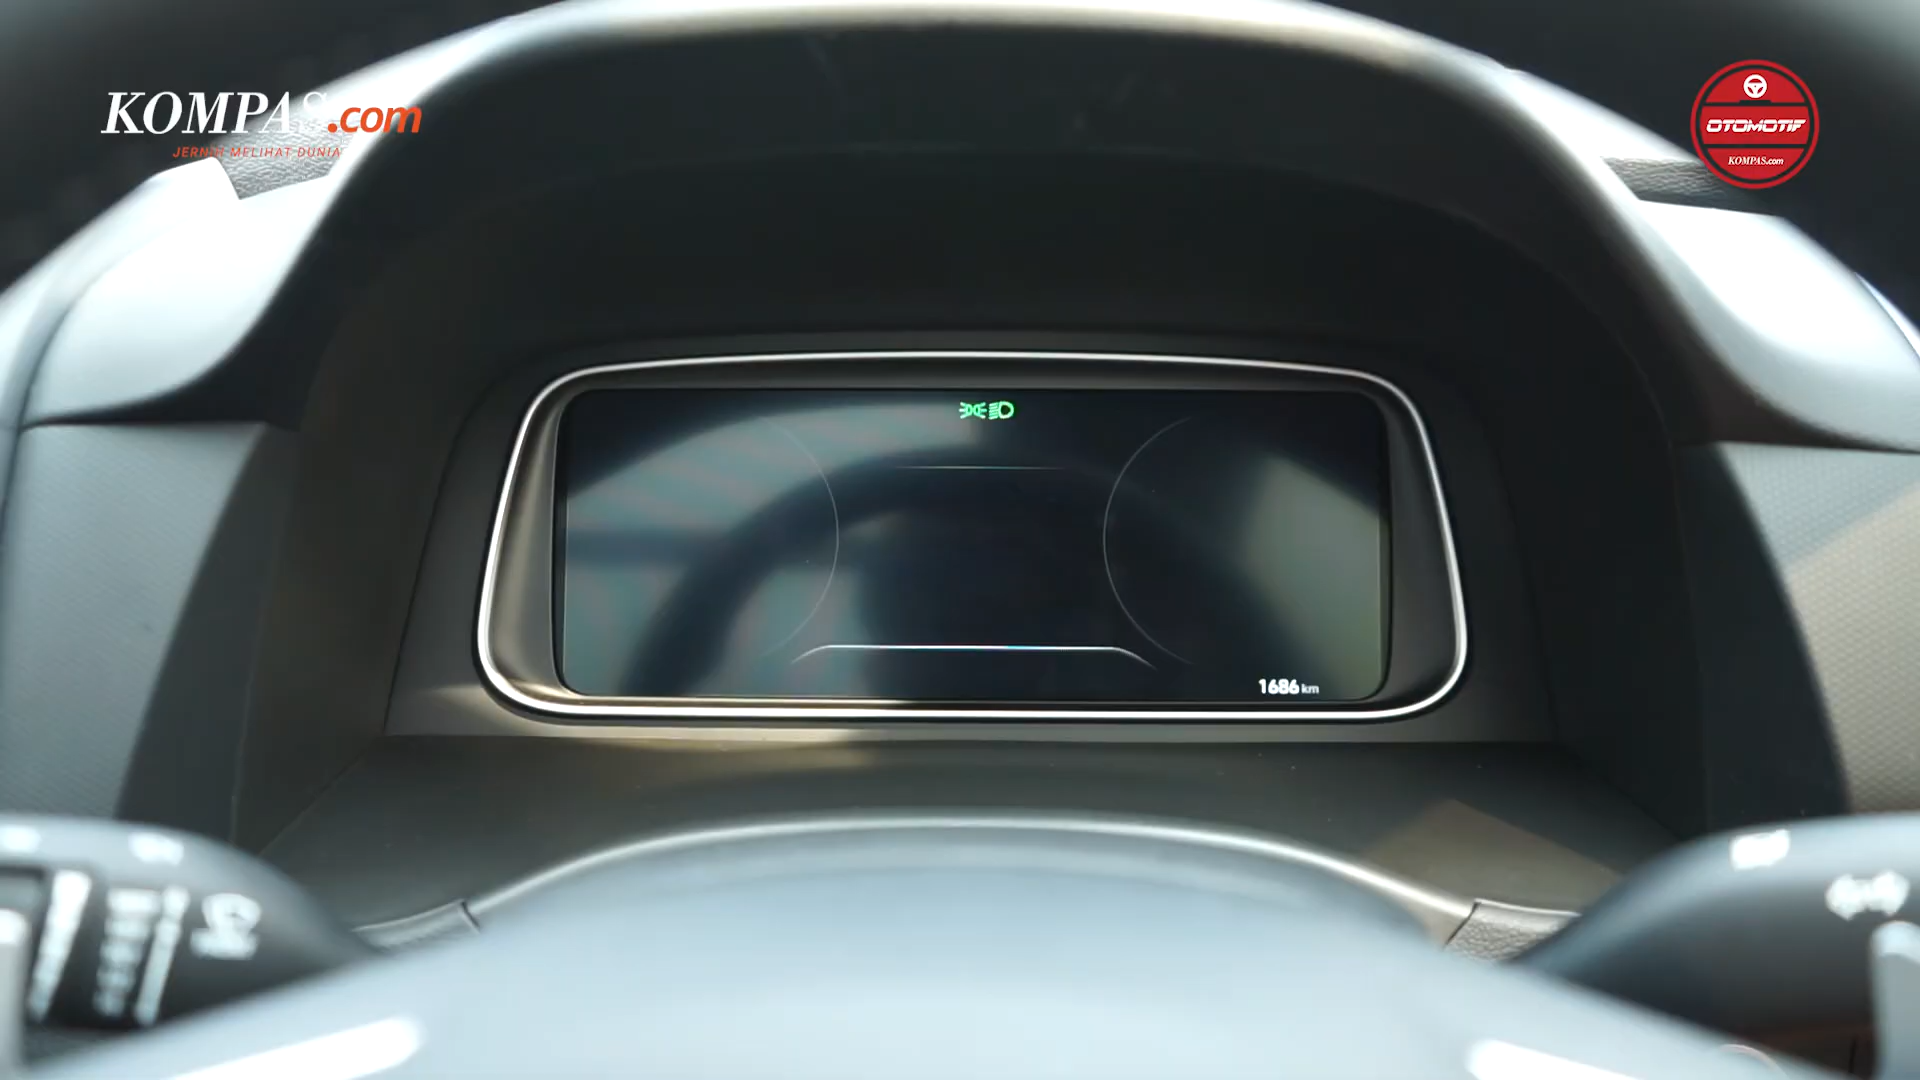 KOMPAS.com
JERNIH MELIHAT DUNIA
OTOMOTIF
KOMPAS.com
1686 km